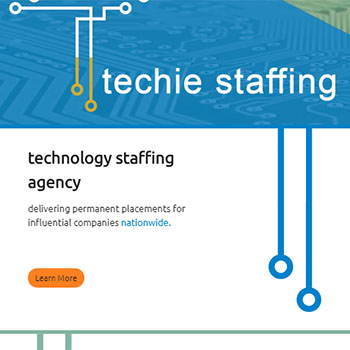 techie staffing
technology staffing
agency
delivering permanent placements for
influential companies nationwide.
Learn More